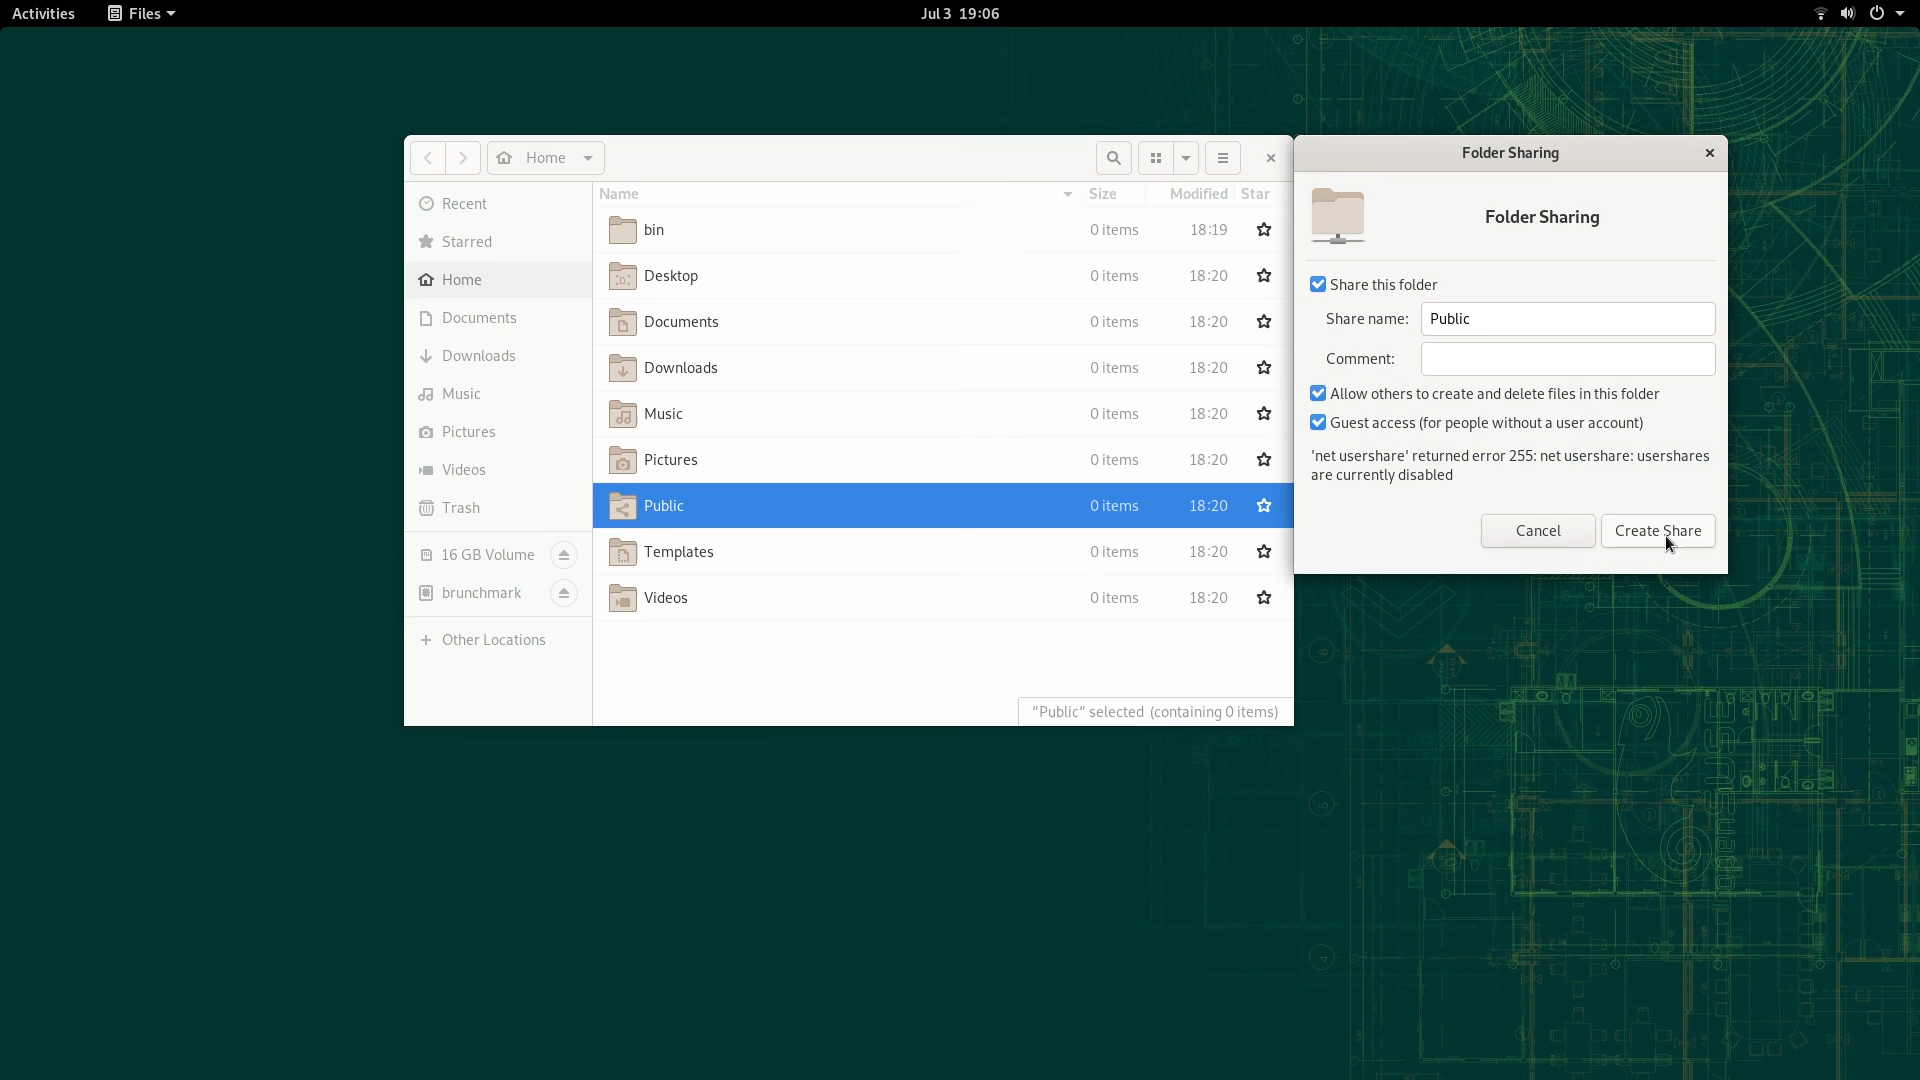 Activities
Files
Jul 3 19:06
Home
Folder Sharing
Name
Size
Modified
Star
Recent
Starred
Home
Documents
Downloads
Music
Pictures
Videos
Trash
16 GB Volume
brunchmark
Other Locations
bin 0 items 18:19
Desktop 0 items 18:20
Documents 0 items 18:20
Downloads 0 items 18:20
Music 0 items 18:20
Pictures 0 items 18:20
Public 0 items 18:20
Templates 0 items 18:20
Videos 0 items 18:20
“Public” selected (containing 0 items)
Folder Sharing
Share this folder
Share name: Public
Comment:
Allow others to create and delete files in this folder
Guest access (for people without a user account)
'net usershare' returned error 255: net usershare: usershares
are currently disabled
Cancel
Create Share
6
5
4
openSUSE